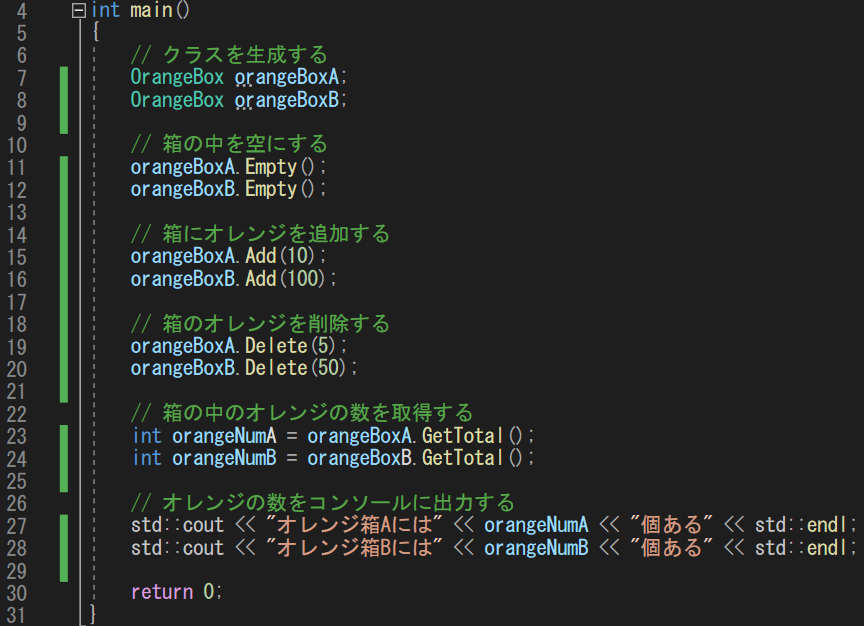 4 int main()
5 {
6 // クラスを生成する
7 OrangeBox orangeBoxA;
8 OrangeBox orangeBoxB;
9
10 // 箱の中を空にする
11 orangeBoxA.Empty();
12 orangeBoxB.Empty();
13
14 // 箱にオレンジを追加する
15 orangeBoxA.Add(10);
16 orangeBoxB.Add(100);
17
18 // 箱のオレンジを削除する
19 orangeBoxA.Delete(5);
20 orangeBoxB.Delete(50);
21
22 // 箱の中のオレンジの数を取得する
23 int orangeNumA = orangeBoxA.GetTotal();
24 int orangeNumB = orangeBoxB.GetTotal();
25
26 // オレンジの数をコンソールに出力する
27 std::cout << "オレンジ箱Aには" << orangeNumA << "個ある" << std::endl;
28 std::cout << "オレンジ箱Bには" << orangeNumB << "個ある" << std::endl;
29
30 return 0;
31 }